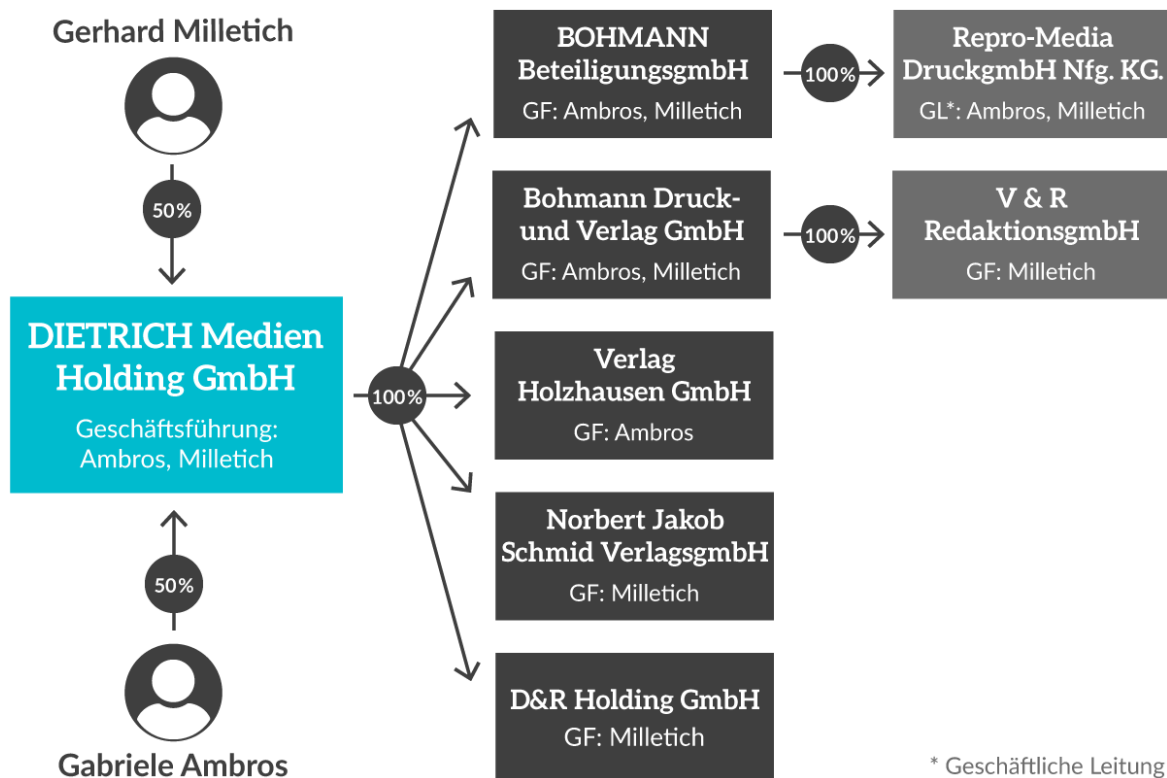 Gerhard Milletich
50%
DIETRICH Medien
Holding GmbH
Geschäftsführung:
Ambros, Milletich
50%
Gabriele Ambros
100%
BOHMANN
BeteiligungsgmbH
GF: Ambros, Milletich
100%
Repro-Media
DruckgmbH Nfg. KG.
GL*: Ambros, Milletich
Bohmann Druck-
und Verlag GmbH
GF: Ambros, Milletich
100%
V & R
RedaktionsgmbH
GF: Milletich
Verlag
Holzhausen GmbH
GF: Ambros
Norbert Jakob
Schmid VerlagsgmbH
GF: Milletich
D&R Holding GmbH
GF: Milletich
* Geschäftliche Leitung